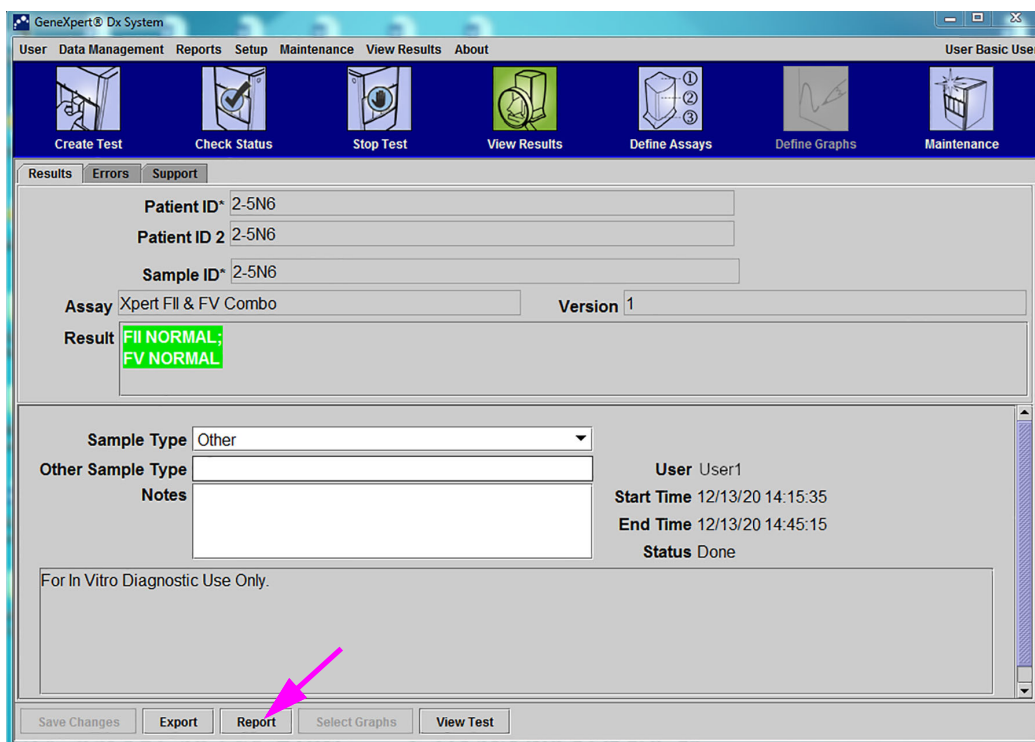 GeneXpert® Dx System
User Data Management Reports Setup Maintenance View Results About User Basic User
Create Test Check Status Stop Test View Results Define Assays Define Graphs Maintenance
Results Errors Support
Patient ID* 2-5N6
Patient ID 2 2-5N6
Sample ID* 2-5N6
Assay Xpert FII & FV Combo Version 1
Result FII NORMAL;
FV NORMAL
Sample Type Other
Other Sample Type User User1
Notes Start Time 12/13/20 14:15:35
End Time 12/13/20 14:45:15
Status Done
For In Vitro Diagnostic Use Only.
Save Changes Export Report Select Graphs View Test